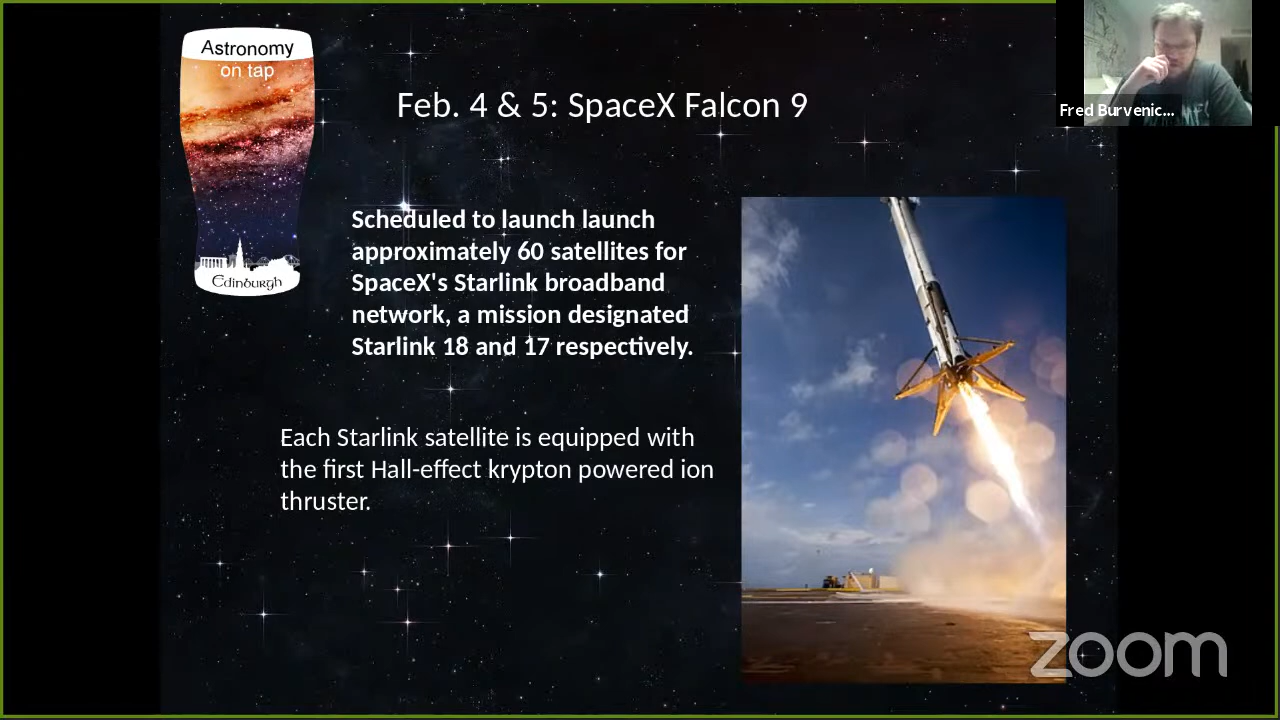 Astronomy
on tap
Edinburgh
Feb. 4 & 5: SpaceX Falcon 9
Fred Burvenic...
Scheduled to launch launch
approximately 60 satellites for
SpaceX's Starlink broadband
network, a mission designated
Starlink 18 and 17 respectively.
Each Starlink satellite is equipped with
the first Hall-effect krypton powered ion
thruster.
zoom